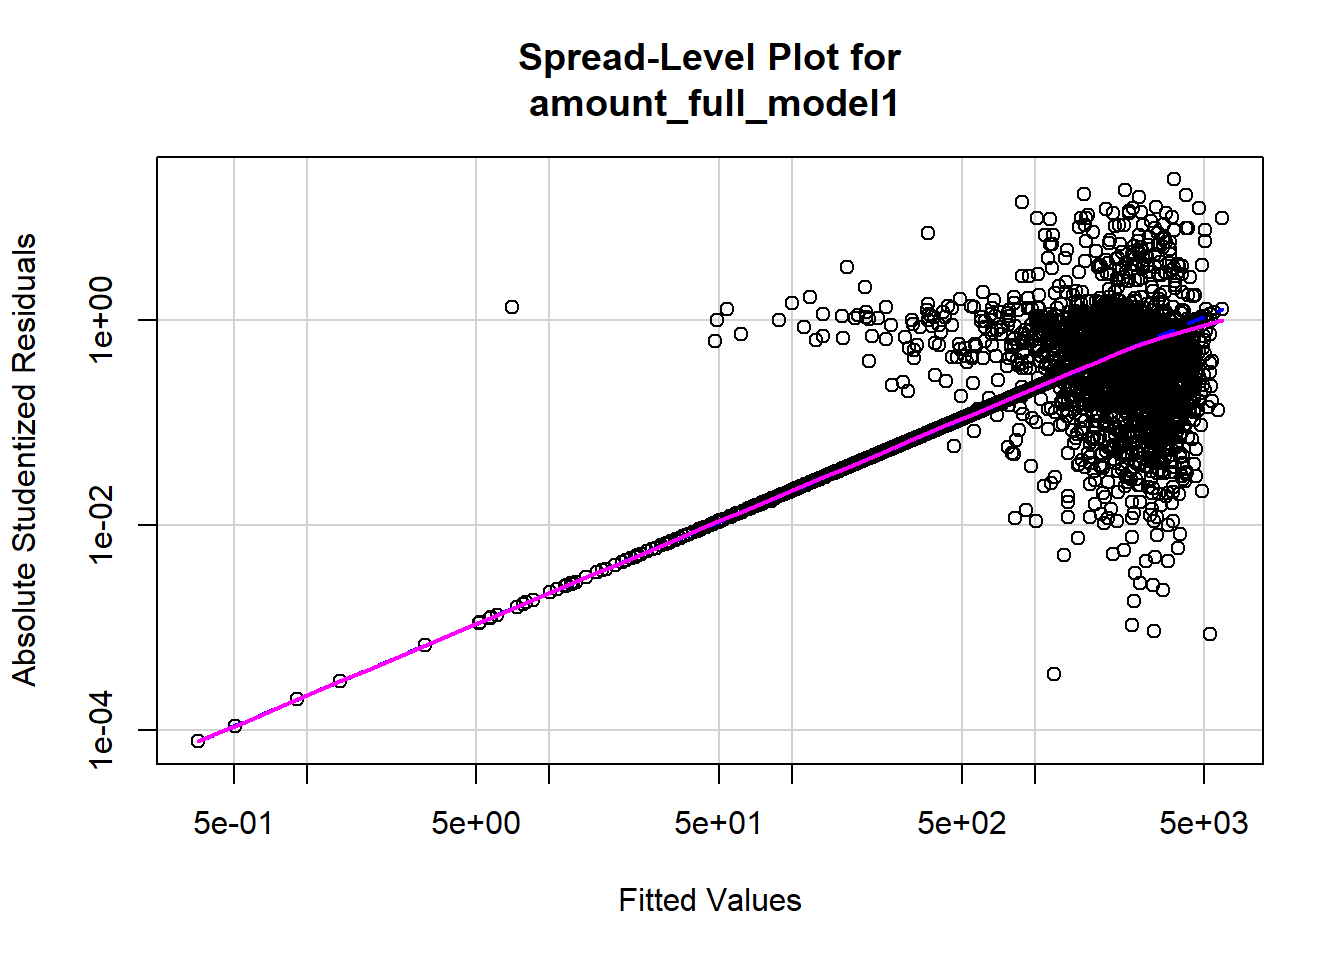 Spread-Level Plot for
amount_full_model1
Absolute Studentized Residuals
1e+00
1e-02
1e-04
5e-01 5e+00 5e+01 5e+02 5e+03
Fitted Values